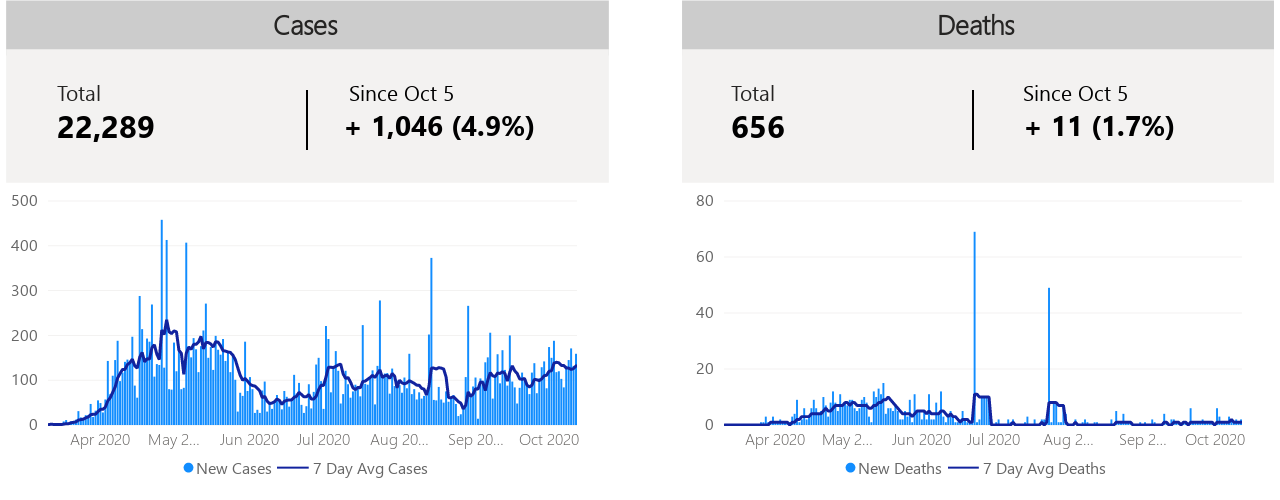 Cases
Total
Since Oct 5
22,289
+ 1,046 (4.9%)
500
400
300
200
100
0
Apr 2020 May 2... Jun 2020 Jul 2020 Aug 20... Sep 20... Oct 2020
New Cases 7 Day Avg Cases
Deaths
Total
Since Oct 5
656
+ 11 (1.7%)
80
60
40
20
0
Apr 2020 May 2... Jun 2020 Jul 2020 Aug 2... Sep 2... Oct 2020
New Deaths 7 Day Avg Deaths